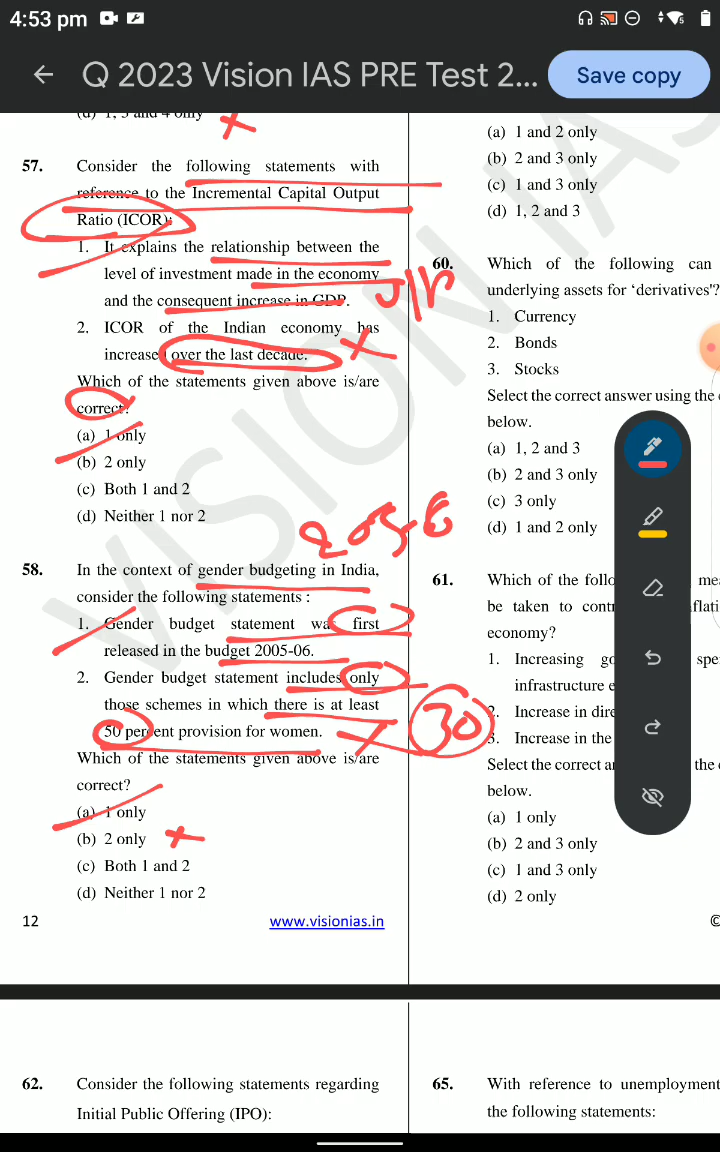 4:53 pm
Q 2023 Vision IAS PRE Test 2...
Save copy
(d) 1, 3 and 4 only
57. Consider the following statements with
reference to the Incremental Capital Output
Ratio (ICOR):
1. It explains the relationship between the
level of investment made in the economy
and the consequent increase in GDP.
2. ICOR of the Indian economy has
increased over the last decade.
Which of the statements given above is/are
correct?
(a) 1 only
(b) 2 only
(c) Both 1 and 2
(d) Neither 1 nor 2
58. In the context of gender budgeting in India,
consider the following statements :
1. Gender budget statement was first
released in the budget 2005-06.
2. Gender budget statement includes only
those schemes in which there is at least
50 percent provision for women.
30
Which of the statements given above is/are
correct?
(a) 1 only
(b) 2 only
(c) Both 1 and 2
(d) Neither 1 nor 2
12
www.visionias.in
©
(a) 1 and 2 only
(b) 2 and 3 only
(c) 1 and 3 only
(d) 1, 2 and 3
60. Which of the following can
underlying assets for ‘derivatives'?
1. Currency
2. Bonds
3. Stocks
Select the correct answer using the
below.
(a) 1, 2 and 3
(b) 2 and 3 only
(c) 3 only
(d) 1 and 2 only
61. Which of the follo me
be taken to cont flati
economy?
1. Increasing go spe
infrastructure e
2. Increase in dire
3. Increase in the
Select the correct a the
below.
(a) 1 only
(b) 2 and 3 only
(c) 1 and 3 only
(d) 2 only
62. Consider the following statements regarding
Initial Public Offering (IPO):
65. With reference to unemployment
the following statements:
VISION IAS